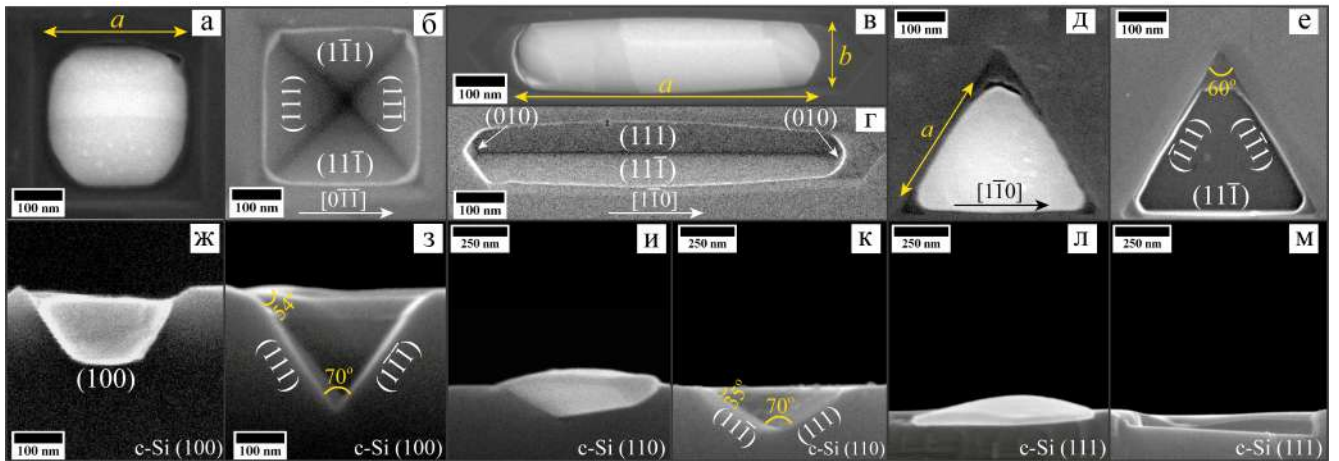 a
а
100 nm
б
(11̅1)
(111)
(11̅1̅)
(111̅)
[01̅1̅]
100 nm
в
b
a
100 nm
г
(010)
(010)
(111)
(111̅)
[11̅0]
100 nm
100 nm
д
a
[11̅0]
100 nm
е
60°
(1̅11)
(11̅1)
(111̅)
ж
(100)
100 nm
c-Si (100)
з
54°
(111)
(11̅1̅)
70°
100 nm
c-Si (100)
250 nm
и
c-Si (110)
250 nm
к
55°
70°
(111̅)
(111)
c-Si (110)
250 nm
л
c-Si (111)
250 nm
м
c-Si (111)